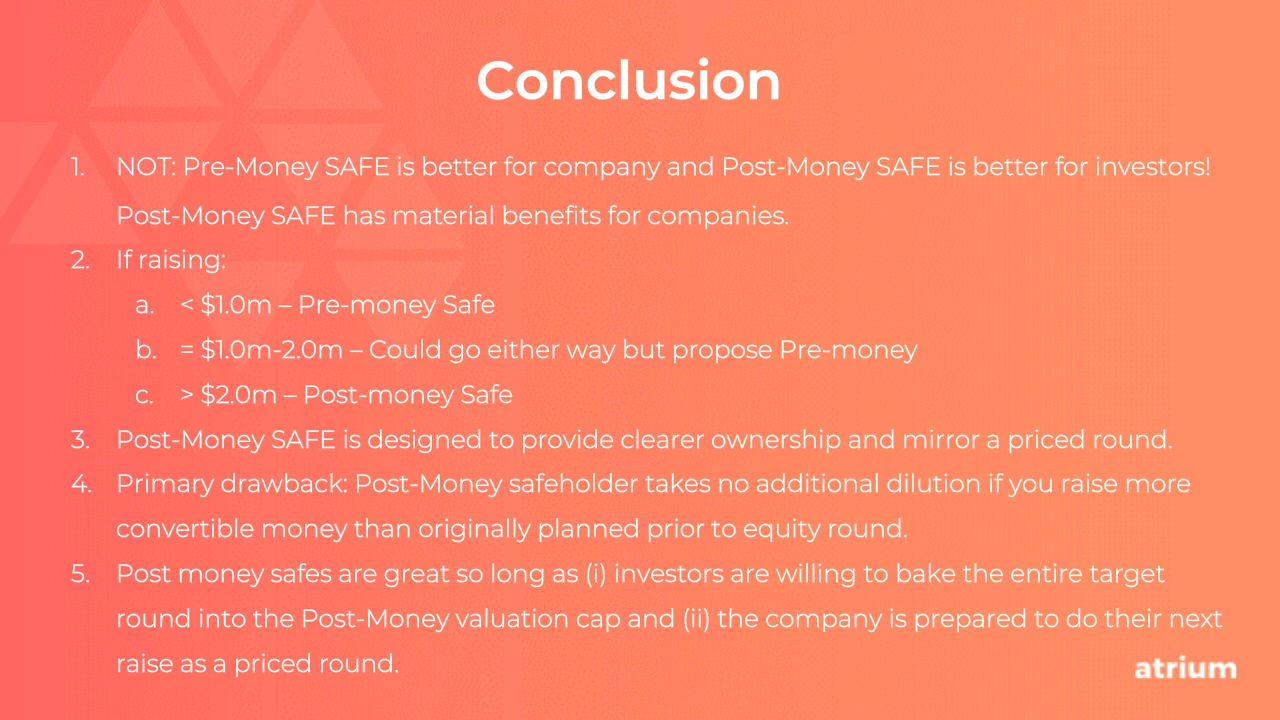 Conclusion
1. NOT: Pre-Money SAFE is better for company and Post-Money SAFE is better for investors!
Post-Money SAFE has material benefits for companies.
2. If raising:
a. < $1.0m – Pre-money Safe
b. = $1.0m-2.0m – Could go either way but propose Pre-money
c. > $2.0m – Post-money Safe
3. Post-Money SAFE is designed to provide clearer ownership and mirror a priced round.
4. Primary drawback: Post-Money safeholder takes no additional dilution if you raise more
convertible money than originally planned prior to equity round.
5. Post money safes are great so long as (i) investors are willing to bake the entire target
round into the Post-Money valuation cap and (ii) the company is prepared to do their next
raise as a priced round.
atrium